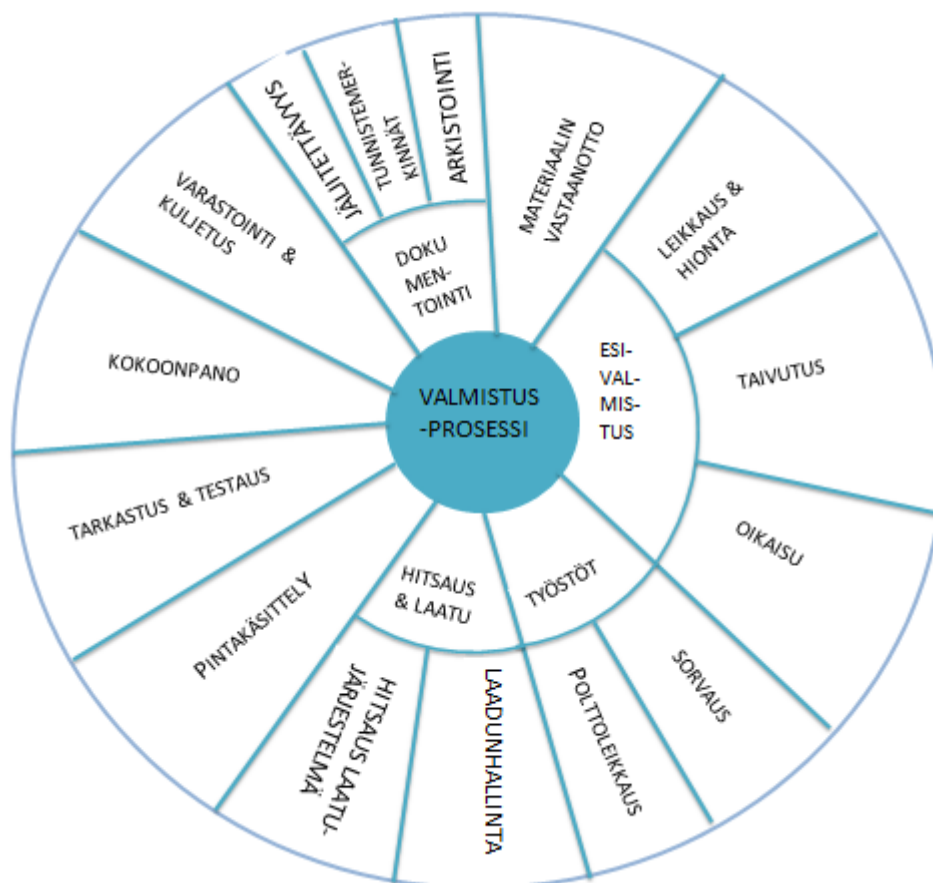 VALMISTUS
-PROSESSI
MATERIAALIN
VASTAANOTTO
ESI-
VAL-
MIS-
TUS
LEIKKAUS &
HIONTA
TAIVUTUS
OIKAISU
TYÖSTÖT
SORVAUS
POLTTOLEIKKAUS
HITSAUS
& LAATU
LAADUNHALLINTA
HITSAUS LAATU-
JÄRJESTELMÄ
PINTAKÄSITTELY
TARKASTUS & TESTAUS
KOKOONPANO
VARASTOINTI &
KULJETUS
DOKU
MEN-
TOINTI
JÄLJITETTÄVYYS
TUNNISTEMER-
KINNÄT
ARKISTOINTI